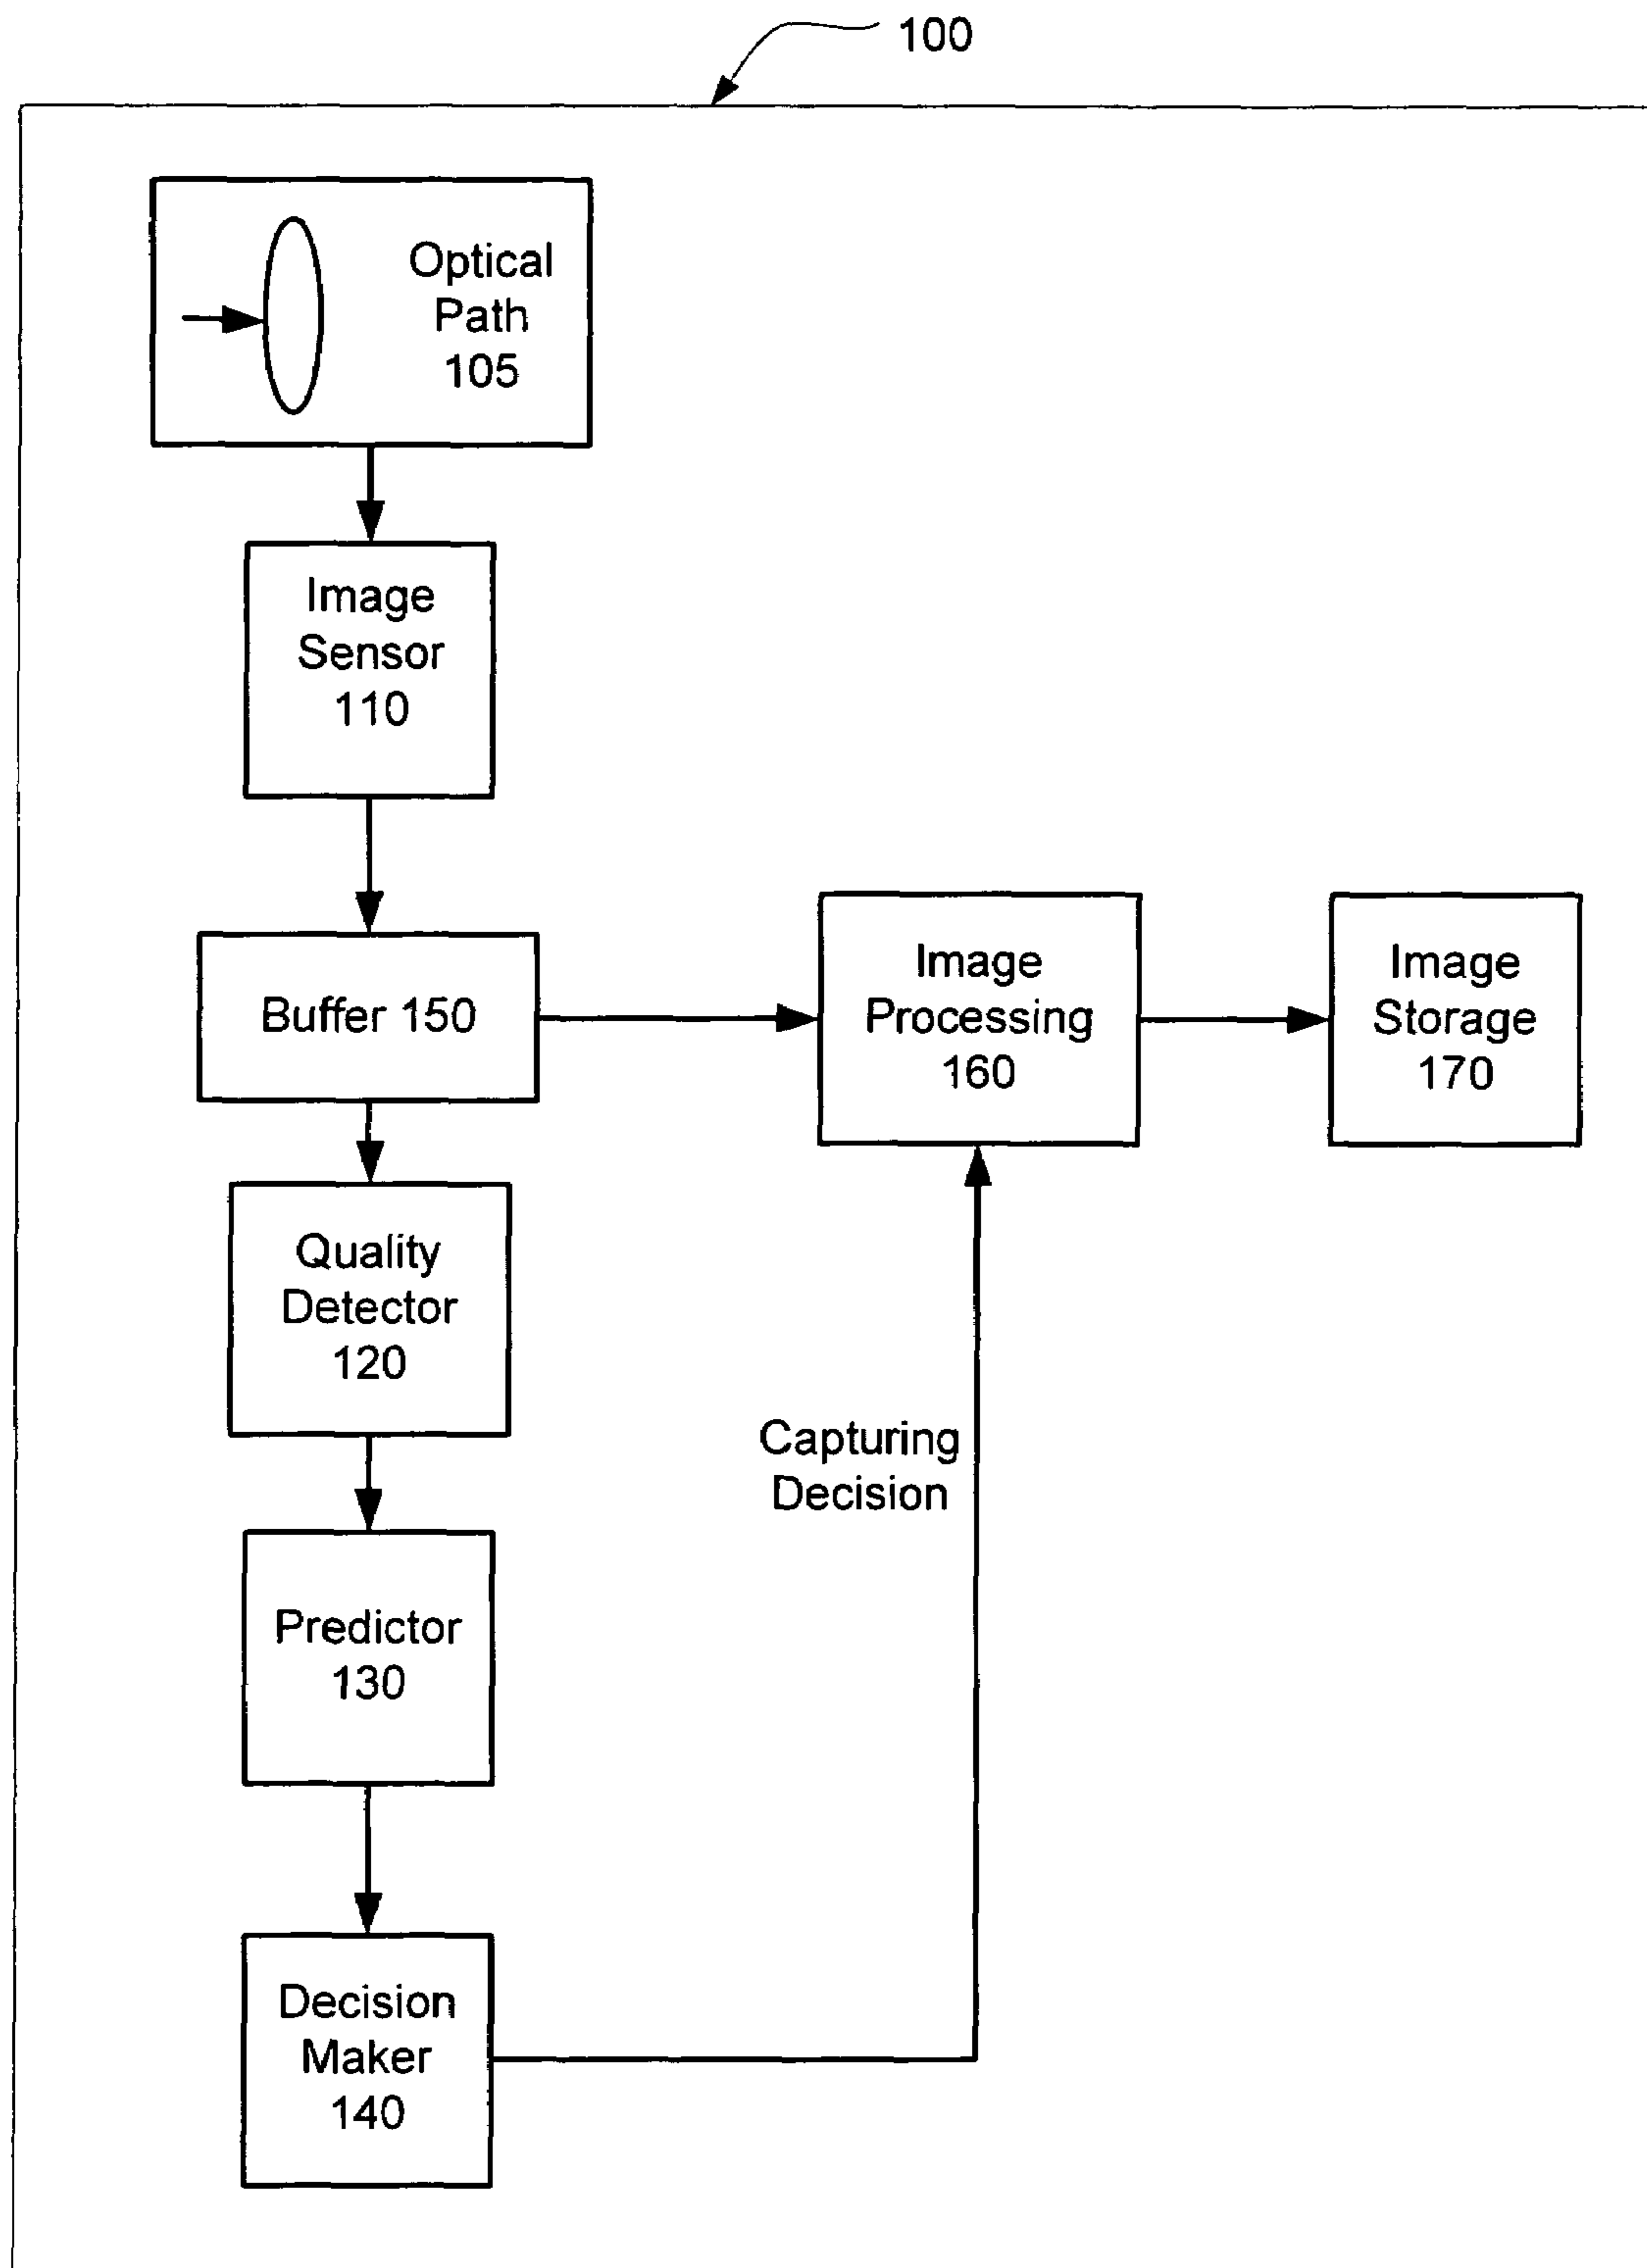 100
Optical
Path
105
Image
Sensor
110
Buffer 150
Image
Processing
160
Image
Storage
170
Quality
Detector
120
Capturing
Decision
Predictor
130
Decision
Maker
140